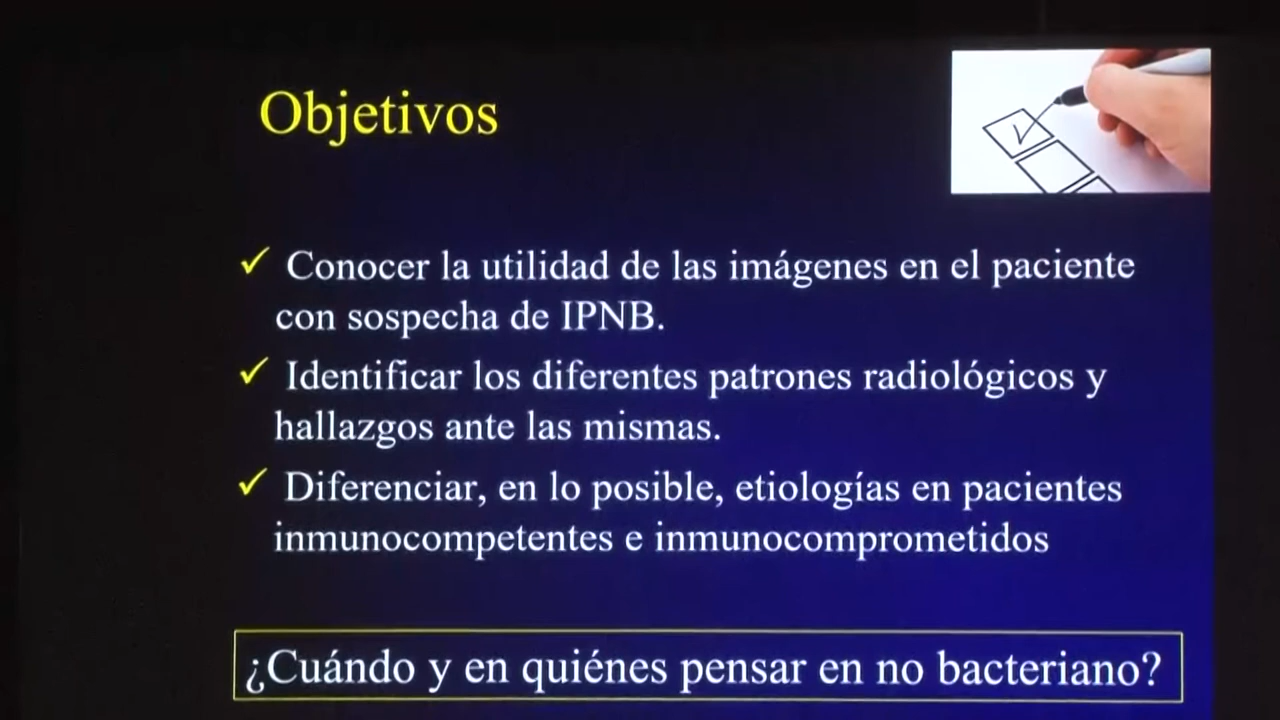 Objetivos
✓ Conocer la utilidad de las imágenes en el paciente
con sospecha de IPNB.
✓ Identificar los diferentes patrones radiológicos y
hallazgos ante las mismas.
✓ Diferenciar, en lo posible, etiologías en pacientes
inmunocompetentes e inmunocomprometidos
¿Cuándo y en quiénes pensar en no bacteriano?